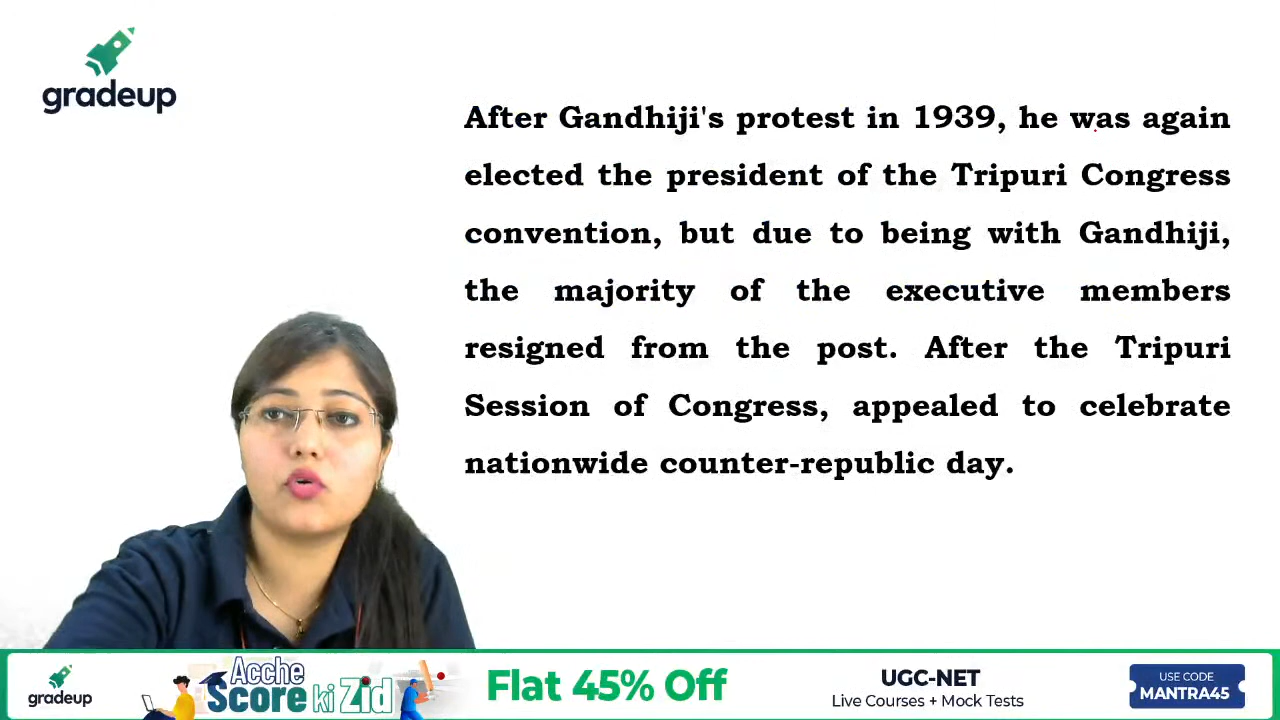 gradeup
After Gandhiji's protest in 1939, he was again
elected the president of the Tripuri Congress
convention, but due to being with Gandhiji,
the majority of the executive members
resigned from the post. After the Tripuri
Session of Congress, appealed to celebrate
nationwide counter-republic day.
gradeup
Acche
Score ki Zid
Flat 45% Off
UGC-NET
Live Courses + Mock Tests
USE CODE
MANTRA45